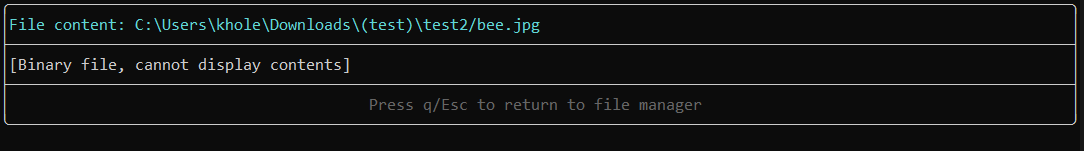 File content: C:\Users\khole\Downloads\(test)\test2/bee.jpg
[Binary file, cannot display contents]
Press q/Esc to return to file manager